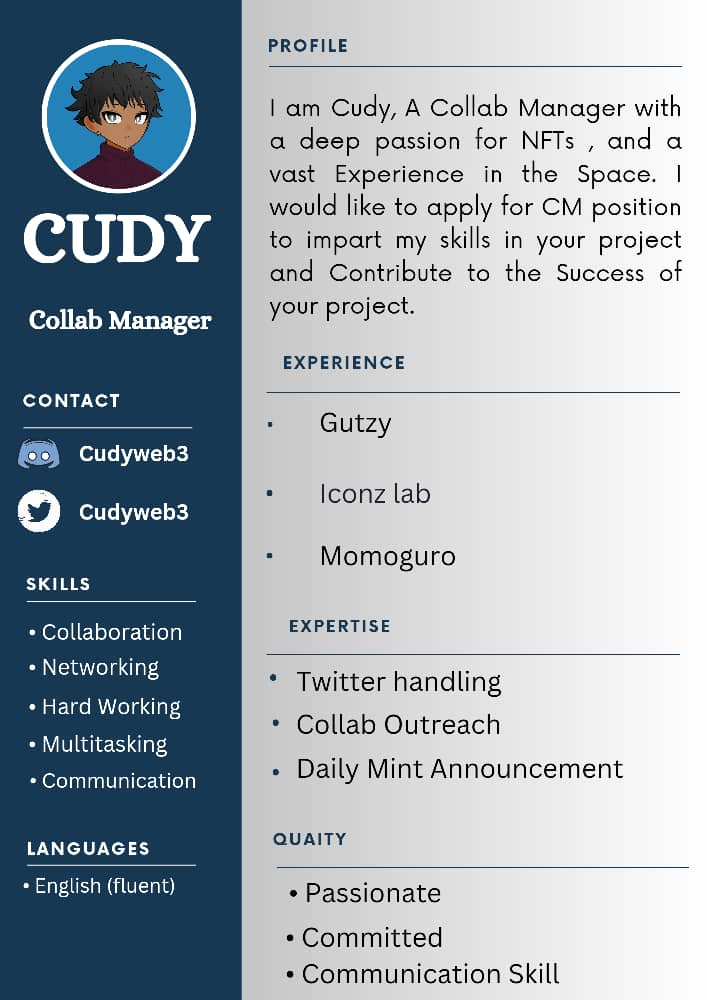 CUDY
Collab Manager
CONTACT
Cudyweb3
Cudyweb3
SKILLS
• Collaboration
• Networking
• Hard Working
• Multitasking
• Communication
LANGUAGES
• English (fluent)
PROFILE
I am Cudy, A Collab Manager with
a deep passion for NFTs , and a
vast Experience in the Space. I
would like to apply for CM position
to impart my skills in your project
and Contribute to the Success of
your project.
EXPERIENCE
• Gutzy
• Iconz lab
• Momoguro
EXPERTISE
• Twitter handling
• Collab Outreach
• Daily Mint Announcement
QUAITY
• Passionate
• Committed
• Communication Skill